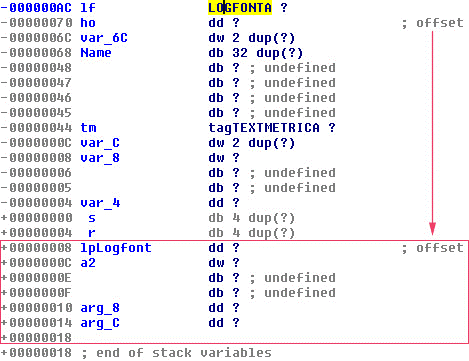 -000000AC lf LOGFONTA ?
-00000070 ho dd ? ; offset
-0000006C var_6C dw 2 dup(?)
-00000068 Name db 32 dup(?)
-00000048 db ? ; undefined
-00000047 db ? ; undefined
-00000046 db ? ; undefined
-00000045 db ? ; undefined
-00000044 tm tagTEXTMETRICA ?
-0000000C var_C dw 2 dup(?)
-00000008 var_8 dw ?
-00000006 db ? ; undefined
-00000005 db ? ; undefined
-00000004 var_4 dd ?
+00000000 s db 4 dup(?)
+00000004 r db 4 dup(?)
+00000008 lpLogfont dd ? ; offset
+0000000C a2 dw ?
+0000000E db ? ; undefined
+0000000F db ? ; undefined
+00000010 arg_8 dd ?
+00000014 arg_C dd ?
+00000018
+00000018 ; end of stack variables